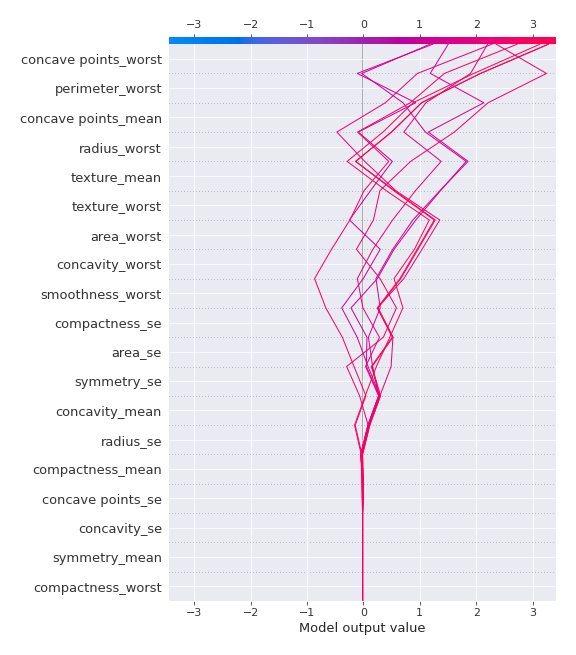 −3 −2 −1 0 1 2 3
concave points_worst
perimeter_worst
concave points_mean
radius_worst
texture_mean
texture_worst
area_worst
concavity_worst
smoothness_worst
compactness_se
area_se
symmetry_se
concavity_mean
radius_se
compactness_mean
concave points_se
concavity_se
symmetry_mean
compactness_worst
−3 −2 −1 0 1 2 3
Model output value